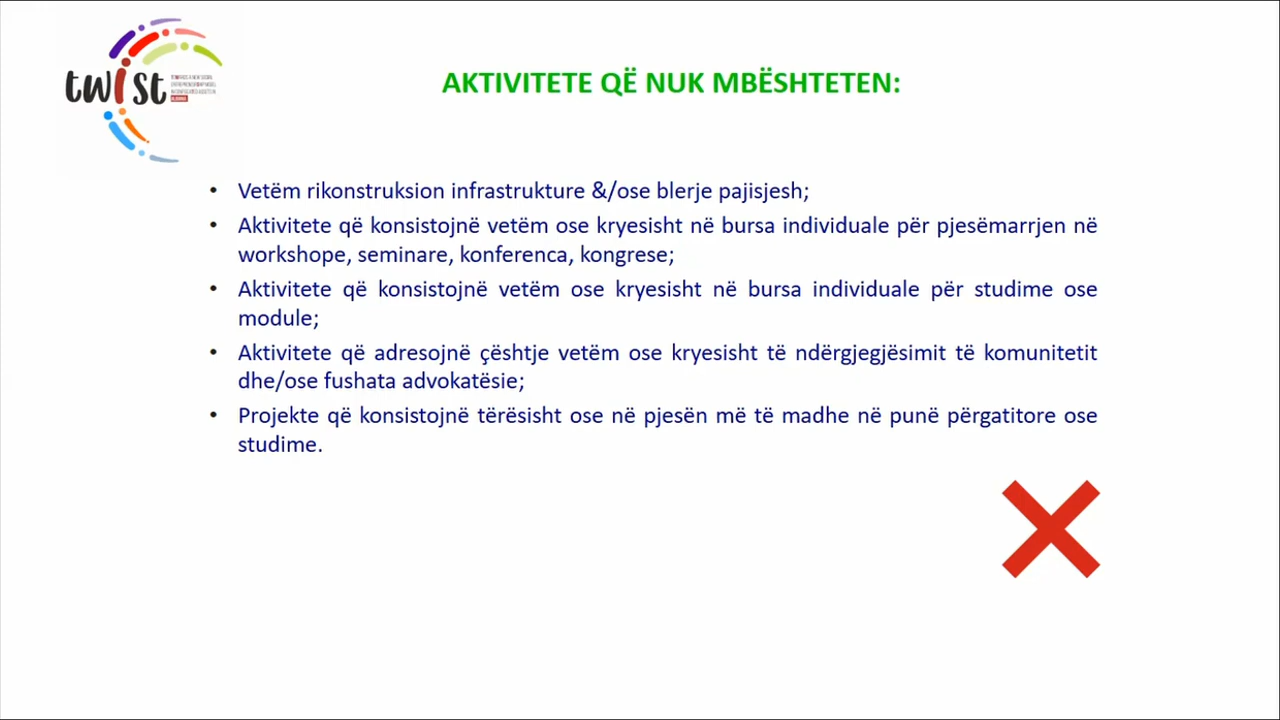 twist
AKTIVITETE QË NUK MBËSHTETEN:
• Vetëm rikonstruksion infrastrukture &/ose blerje pajisjesh;
• Aktivitete që konsistojnë vetëm ose kryesisht në bursa individuale për pjesëmarrjen në
workshope, seminare, konferenca, kongrese;
• Aktivitete që konsistojnë vetëm ose kryesisht në bursa individuale për studime ose
module;
• Aktivitete që adresojnë çështje vetëm ose kryesisht të ndërgjegjësimit të komunitetit
dhe/ose fushata advokatësie;
• Projekte që konsistojnë tërësisht ose në pjesën më të madhe në punë përgatitore ose
studime.